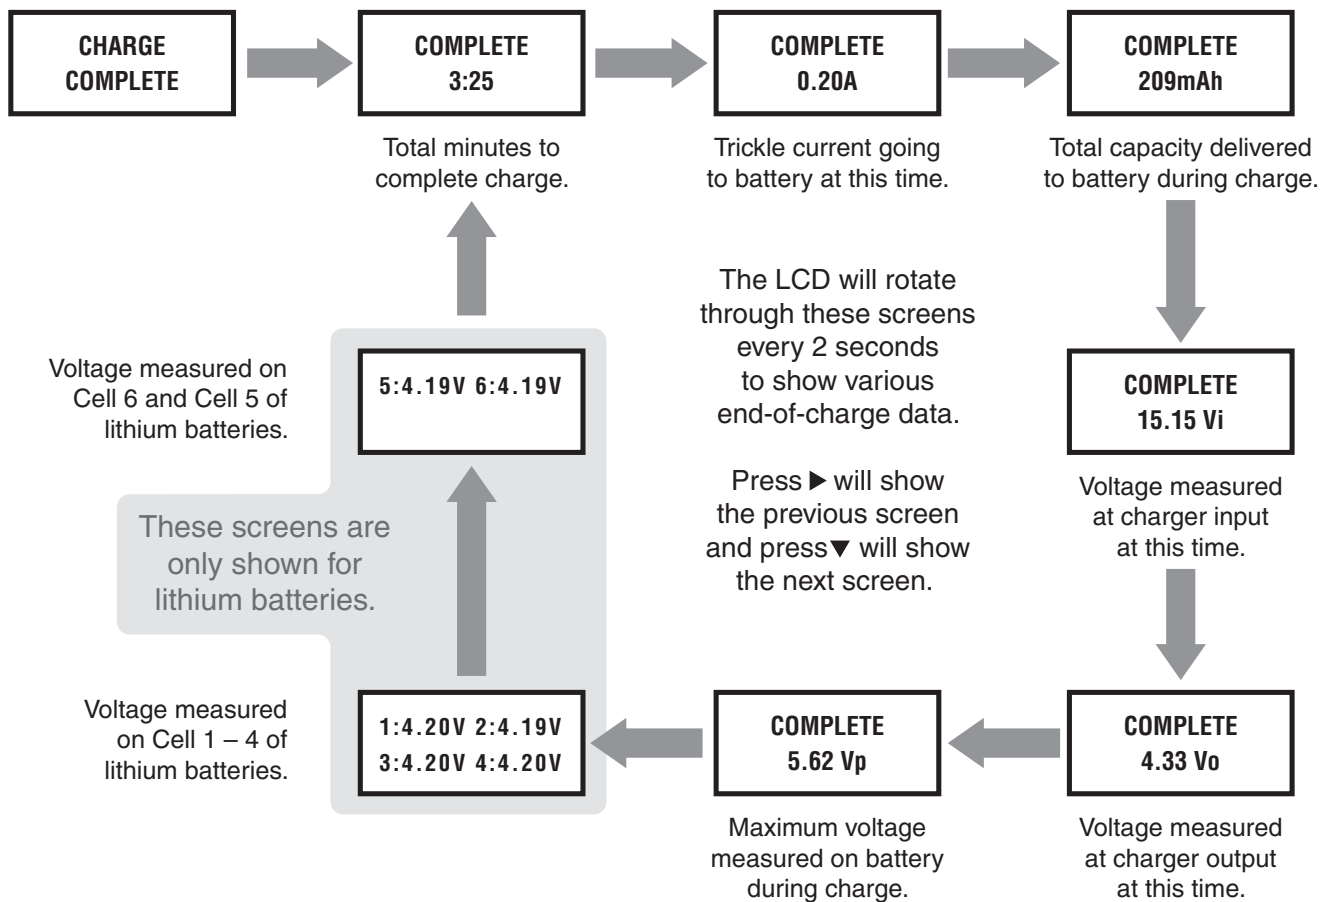 CHARGE
COMPLETE
COMPLETE
3:25
Total minutes to
complete charge.
COMPLETE
0.20A
Trickle current going
to battery at this time.
COMPLETE
209mAh
Total capacity delivered
to battery during charge.
The LCD will rotate
through these screens
every 2 seconds
to show various
end-of-charge data.
Press ▶ will show
the previous screen
and press▼ will show
the next screen.
COMPLETE
15.15 Vi
Voltage measured
at charger input
at this time.
COMPLETE
4.33 Vo
Voltage measured
at charger output
at this time.
COMPLETE
5.62 Vp
Maximum voltage
measured on battery
during charge.
1:4.20V 2:4.19V
3:4.20V 4:4.20V
Voltage measured
on Cell 1 – 4 of
lithium batteries.
These screens are
only shown for
lithium batteries.
5:4.19V 6:4.19V
Voltage measured on
Cell 6 and Cell 5 of
lithium batteries.